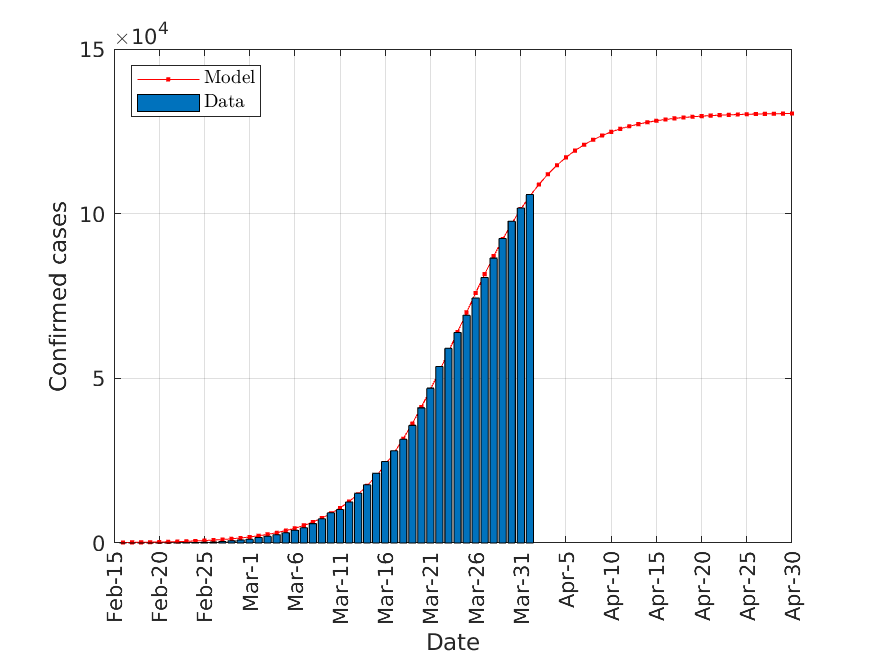 ×10⁴
15
10
5
0
Confirmed cases
Model
Data
Feb-15
Feb-20
Feb-25
Mar-1
Mar-6
Mar-11
Mar-16
Mar-21
Mar-26
Mar-31
Apr-5
Apr-10
Apr-15
Apr-20
Apr-25
Apr-30
Date